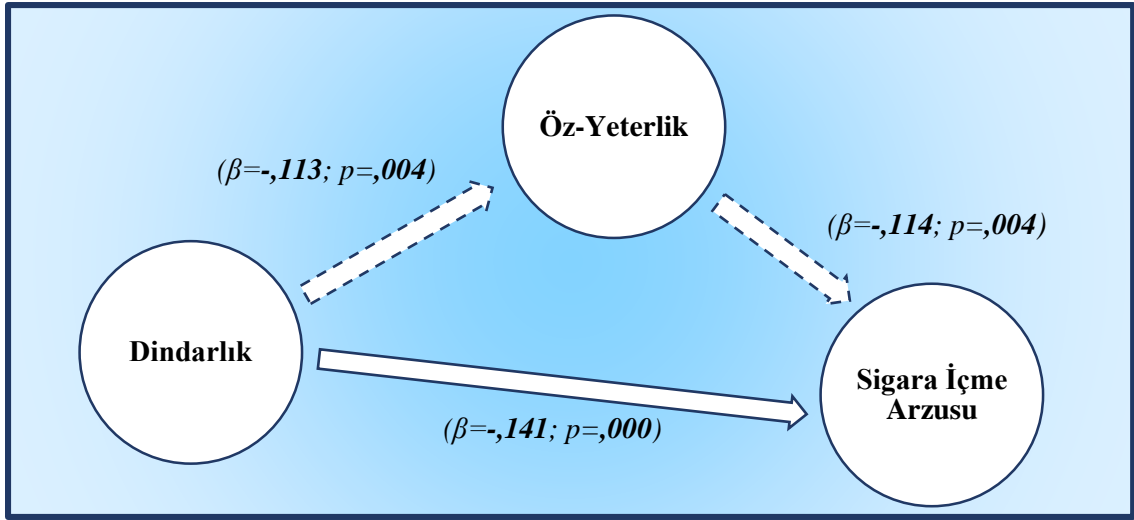 Öz-Yeterlik
(β=-,113; p=,004)
(β=-,114; p=,004)
Dindarlık
Sigara İçme
Arzusu
(β=-,141; p=,000)